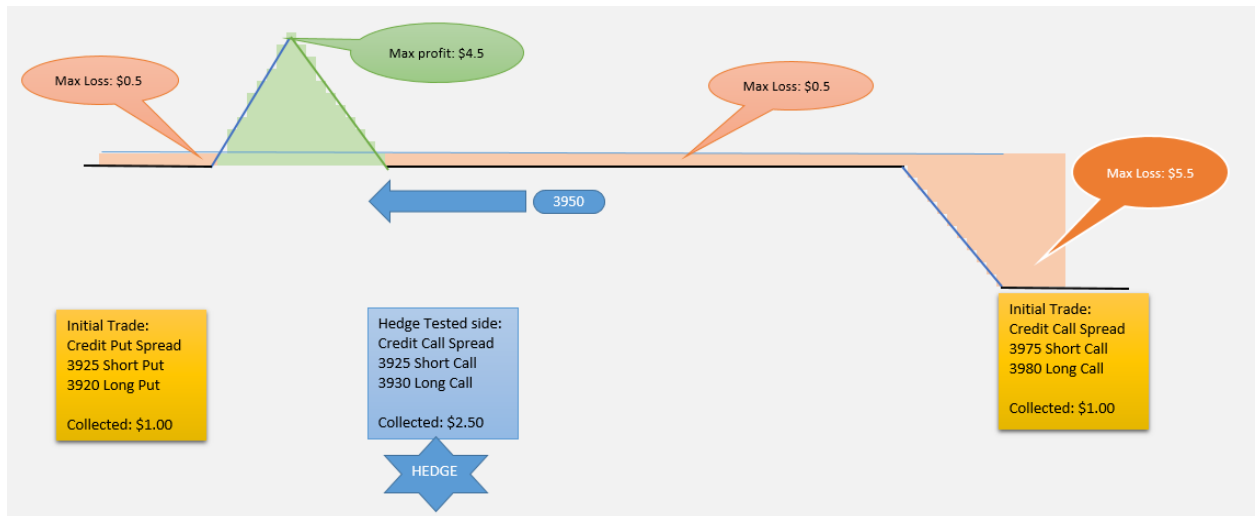 Max profit: $4.5
Max Loss: $0.5
Max Loss: $0.5
Max Loss: $5.5
3950
Initial Trade:
Credit Put Spread
3925 Short Put
3920 Long Put
Collected: $1.00
Hedge Tested side:
Credit Call Spread
3925 Short Call
3930 Long Call
Collected: $2.50
HEDGE
Initial Trade:
Credit Call Spread
3975 Short Call
3980 Long Call
Collected: $1.00